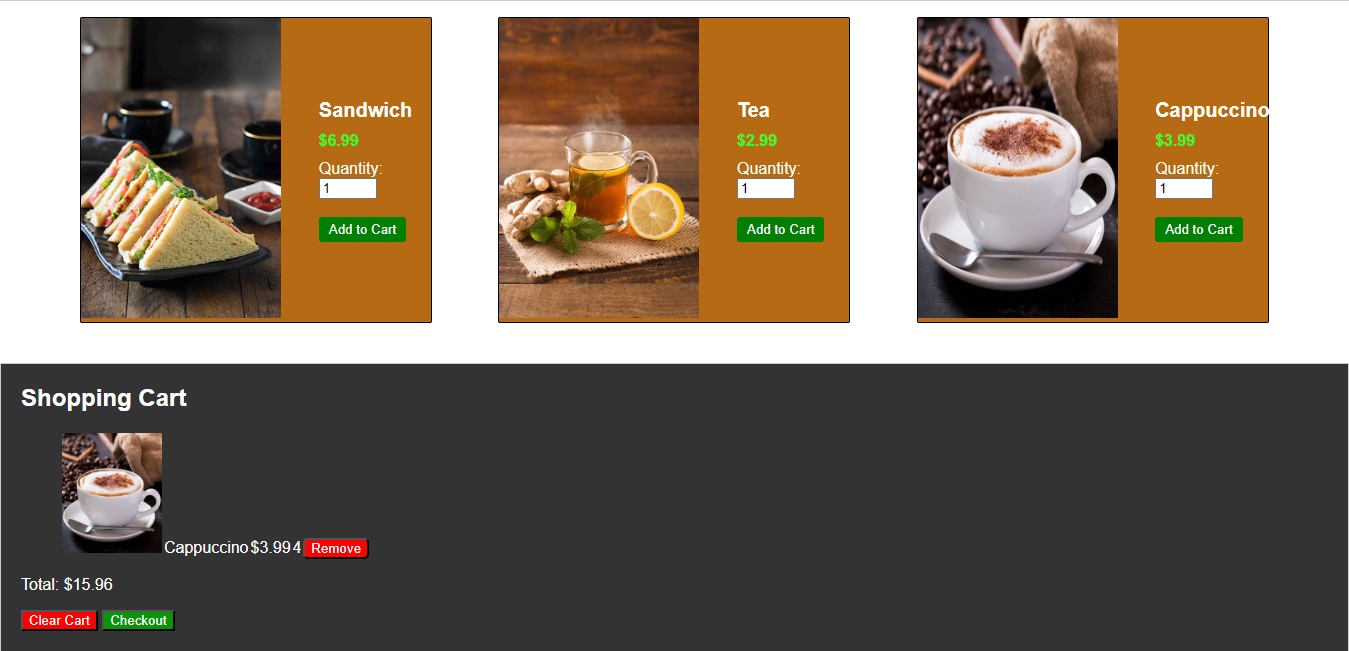 Sandwich
$6.99
Quantity:
1
Add to Cart
Tea
$2.99
Quantity:
1
Add to Cart
Cappuccino
$3.99
Quantity:
1
Add to Cart
Shopping Cart
Cappuccino $3.99 4 Remove
Total: $15.96
Clear Cart Checkout